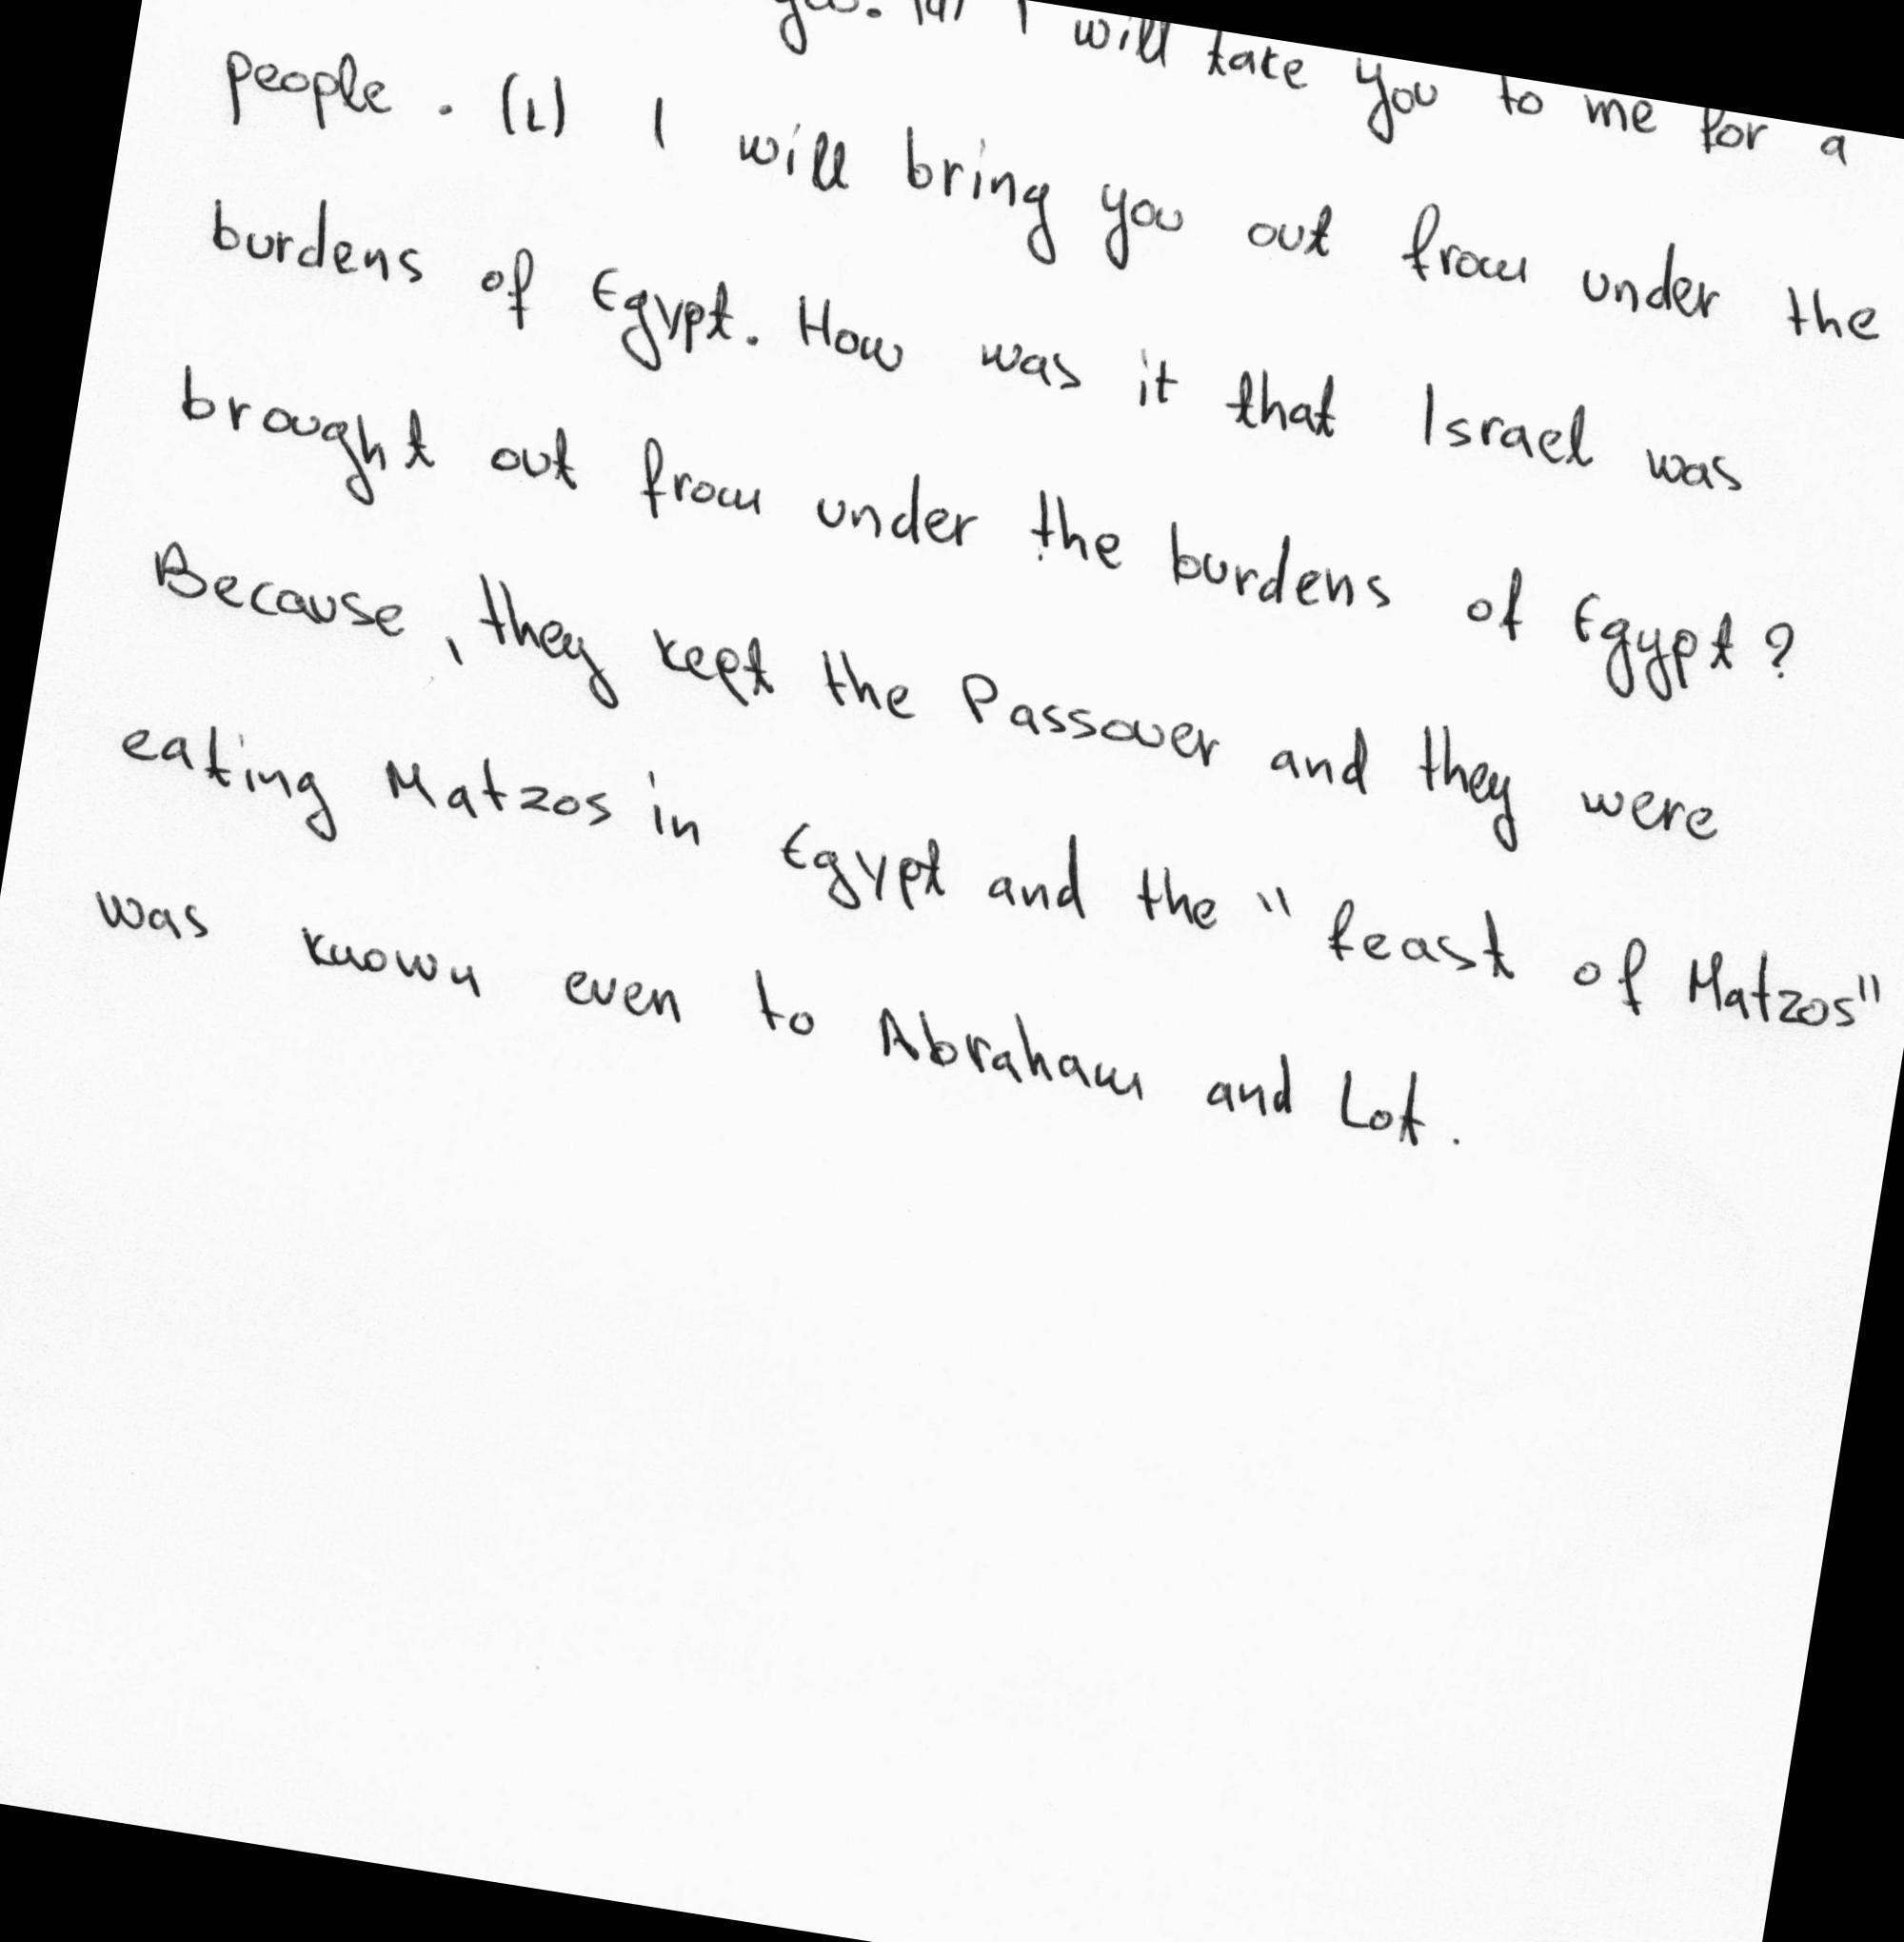 you. (4) I will take you to me for a
people. (1) I will bring you out from under the
burdens of Egypt. How was it that Israel was
brought out from under the burdens of Egypt?
Because, they kept the Passover and they were
eating Matzos in Egypt and the "feast of Matzos"
was known even to Abraham and Lot.